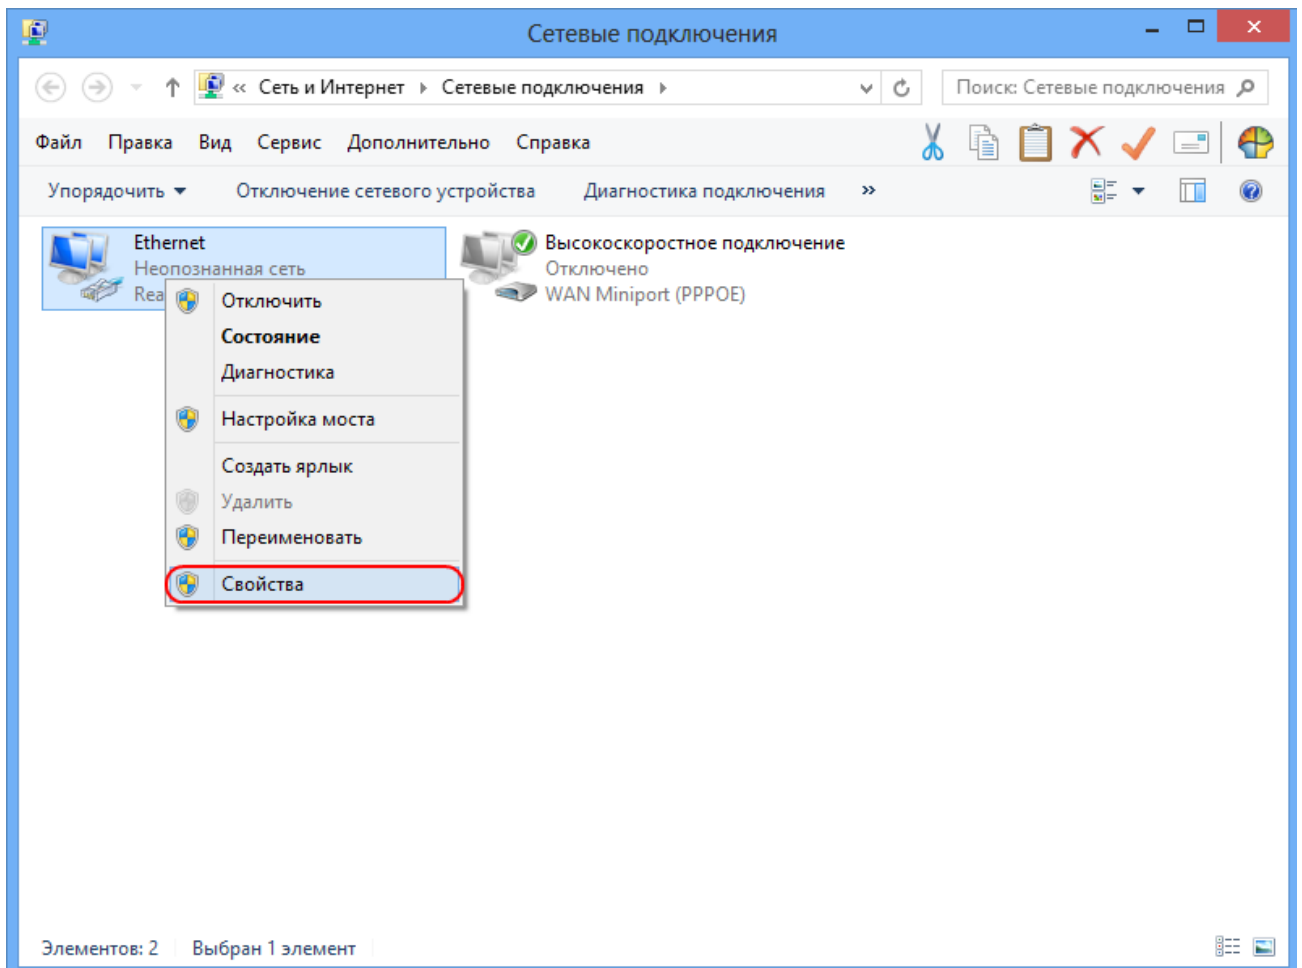 Сетевые подключения
« Сеть и Интернет Сетевые подключения
Поиск: Сетевые подключения
Файл Правка Вид Сервис Дополнительно Справка
Упорядочить Отключение сетевого устройства Диагностика подключения »
Ethernet
Неопознанная сеть
Rea
Высокоскоростное подключение
Отключено
WAN Miniport (PPPOE)
Отключить
Состояние
Диагностика
Настройка моста
Создать ярлык
Удалить
Переименовать
Свойства
Элементов: 2 Выбран 1 элемент